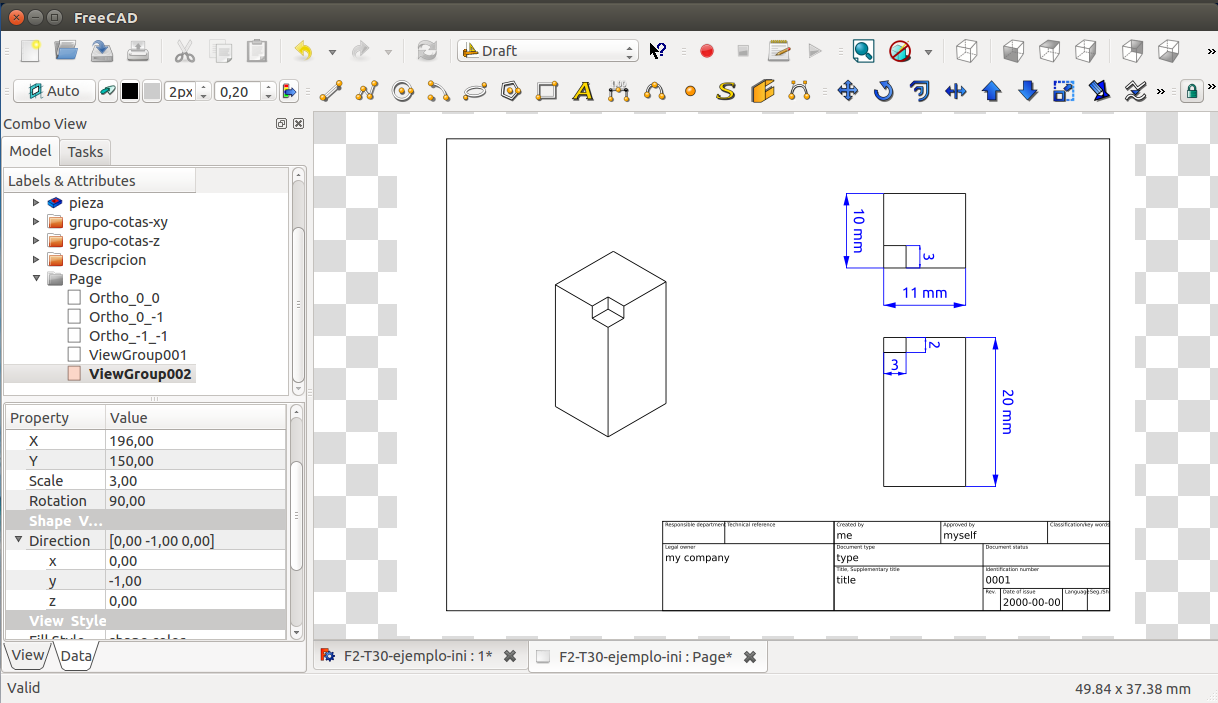 FreeCAD
Draft
Auto
2px
0,20
Combo View
Model
Tasks
Labels & Attributes
pieza
grupo-cotas-xy
grupo-cotas-z
Descripcion
Page
Ortho_0_0
Ortho_0_-1
Ortho_-1_-1
ViewGroup001
ViewGroup002
Property Value
X 196,00
Y 150,00
Scale 3,00
Rotation 90,00
Shape V...
Direction [0,00 -1,00 0,00]
x 0,00
y -1,00
z 0,00
View Style
View
Data
Valid
10 mm
3
11 mm
2
3
20 mm
Responsible departmen Technical reference Created by Approved by Classification/key words
me myself
Legal owner Document type Document status
my company type
Title, Supplementary title Identification number
title 0001
Rev. Date of issue Language Seg./Sh
2000-00-00
F2-T30-ejemplo-ini : 1*
F2-T30-ejemplo-ini : Page*
49.84 x 37.38 mm